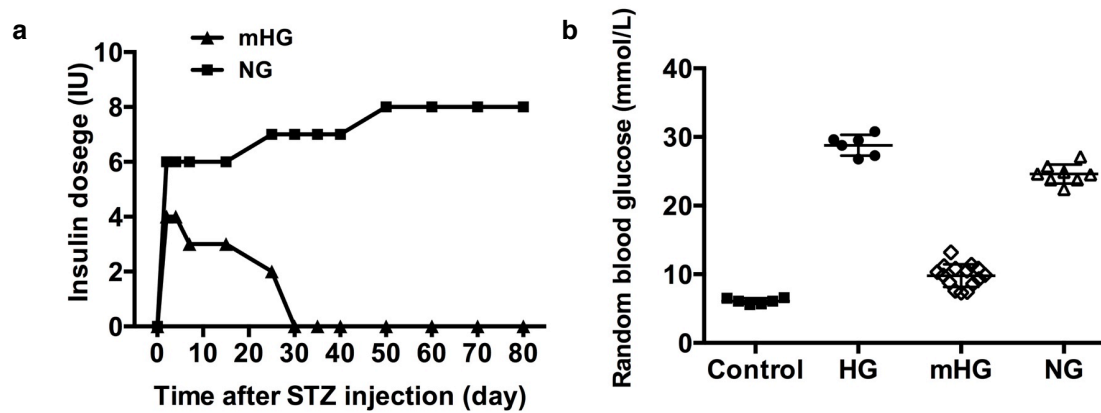 a
mHG
NG
Insulin dosege (IU)
10
8
6
4
2
0
0 10 20 30 40 50 60 70 80
Time after STZ injection (day)
b
Random blood glucose (mmol/L)
40
30
20
10
0
Control HG mHG NG